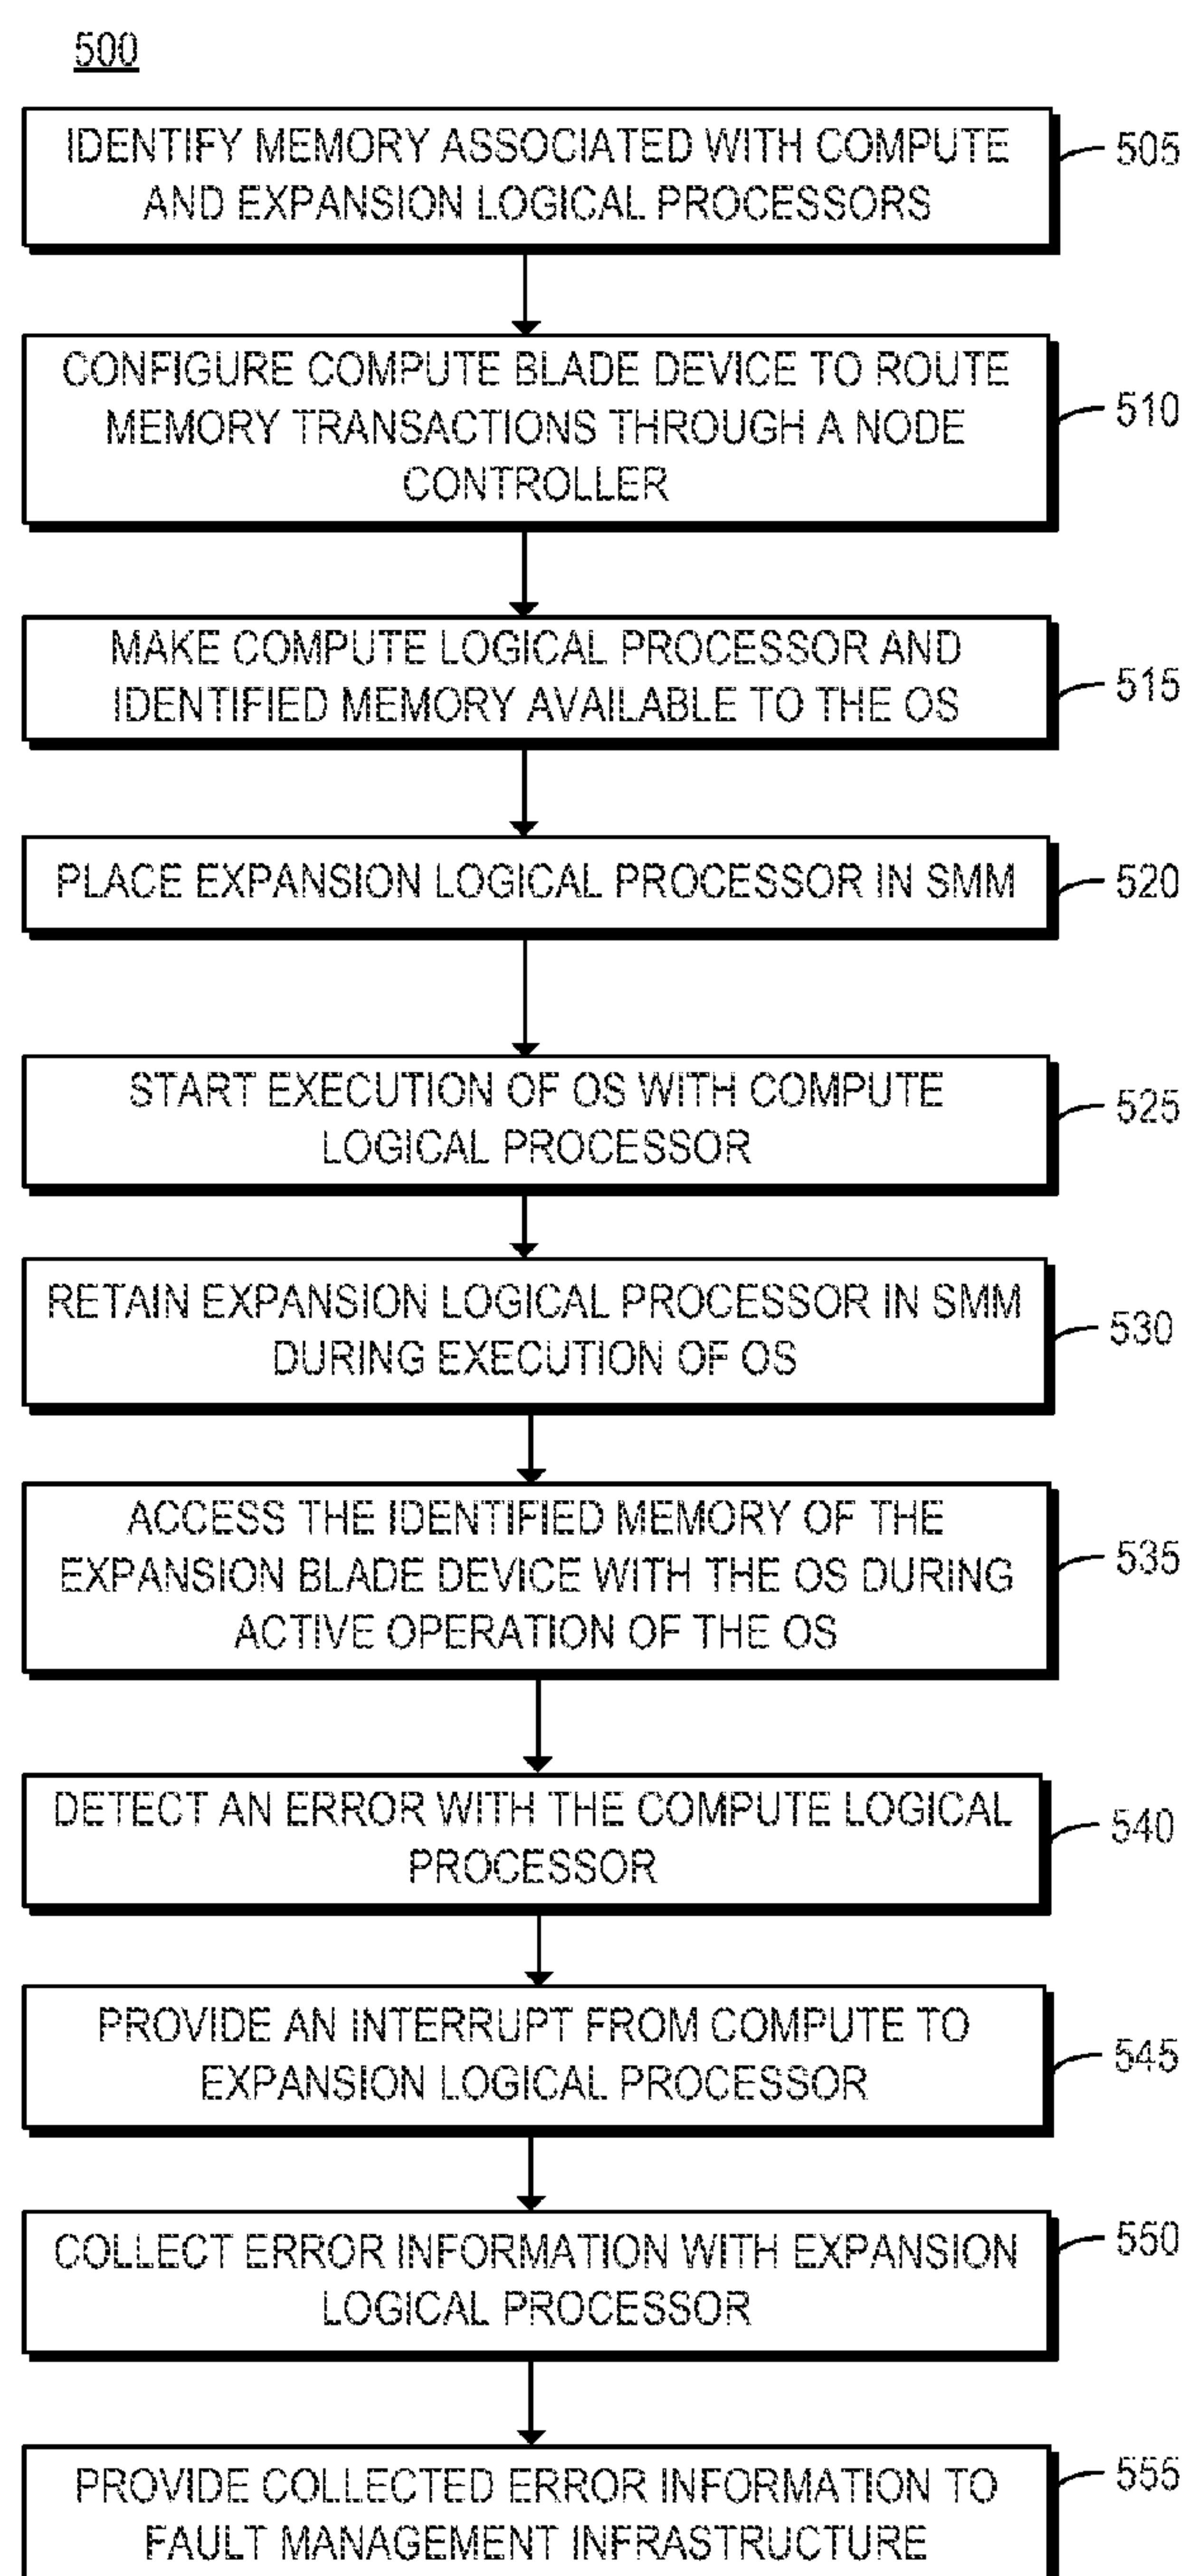 500
IDENTIFY MEMORY ASSOCIATED WITH COMPUTE
AND EXPANSION LOGICAL PROCESSORS
505
CONFIGURE COMPUTE BLADE DEVICE TO ROUTE
MEMORY TRANSACTIONS THROUGH A NODE
CONTROLLER
510
MAKE COMPUTE LOGICAL PROCESSOR AND
IDENTIFIED MEMORY AVAILABLE TO THE OS
515
PLACE EXPANSION LOGICAL PROCESSOR IN SMM
520
START EXECUTION OF OS WITH COMPUTE
LOGICAL PROCESSOR
525
RETAIN EXPANSION LOGICAL PROCESSOR IN SMM
DURING EXECUTION OF OS
530
ACCESS THE IDENTIFIED MEMORY OF THE
EXPANSION BLADE DEVICE WITH THE OS DURING
ACTIVE OPERATION OF THE OS
535
DETECT AN ERROR WITH THE COMPUTE LOGICAL
PROCESSOR
540
PROVIDE AN INTERRUPT FROM COMPUTE TO
EXPANSION LOGICAL PROCESSOR
545
COLLECT ERROR INFORMATION WITH EXPANSION
LOGICAL PROCESSOR
550
PROVIDE COLLECTED ERROR INFORMATION TO
FAULT MANAGEMENT INFRASTRUCTURE
555